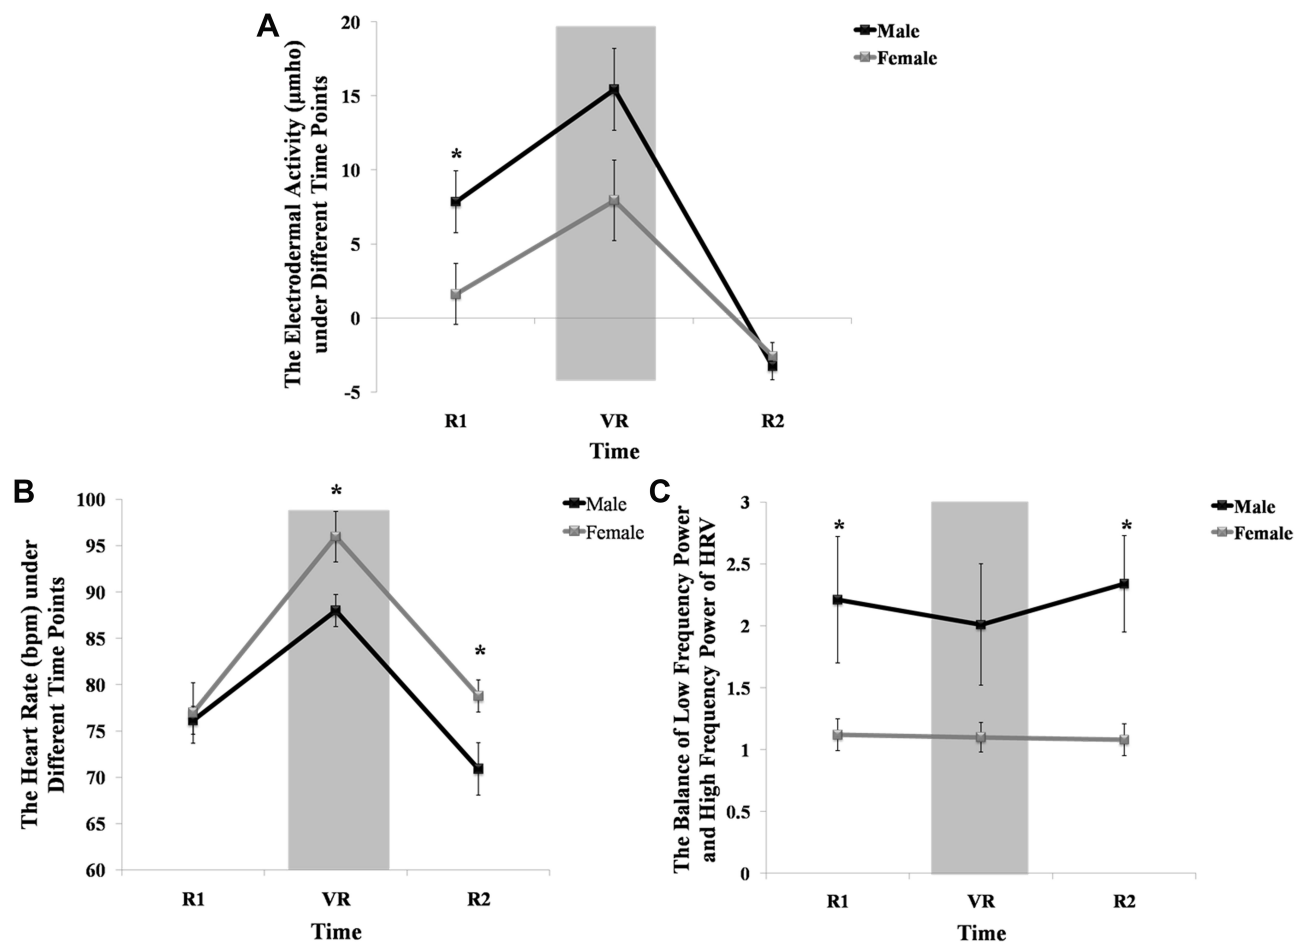 A
The Electrodermal Activity (μmho)
under Different Time Points
20
15
10
5
0
-5
*
R1
VR
R2
Time
Male
Female
B
The Heart Rate (bpm) under
Different Time Points
100
95
90
85
80
75
70
65
60
*
*
R1
VR
R2
Time
Male
Female
C
The Balance of Low Frequency Power
and High Frequency Power of HRV
3
2.5
2
1.5
1
0.5
0
*
*
R1
VR
R2
Time
Male
Female